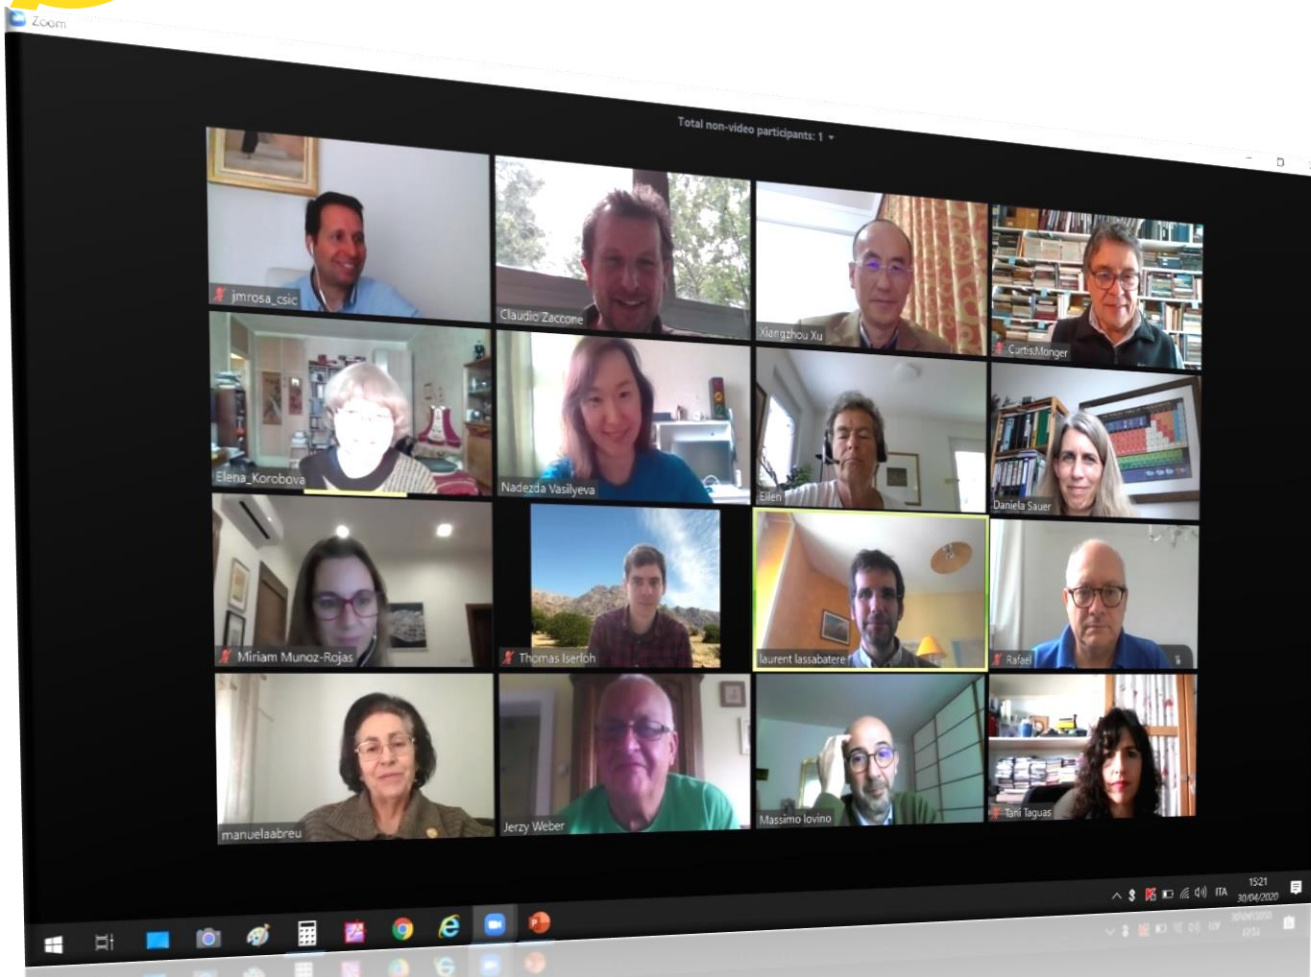 Zoom
Total non-video participants: 1
jmrosa_csic
Claudio Zaccone
Xiangzhou Xu
CurtisMonger
Elena_Korobova
Nadezda Vasilyeva
Eilen
Daniela Sauer
Miriam Munoz-Rojas
Thomas Iserloh
laurent lassabatere
Rafael
manuelaabreu
Jerzy Weber
Massimo Iovino
Tani Taguas
ITA
15:21
30/04/2020